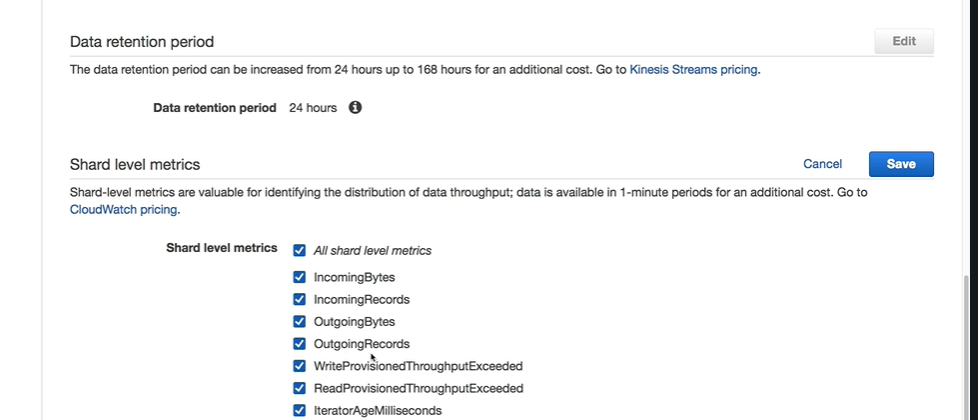 Data retention period
Edit
The data retention period can be increased from 24 hours up to 168 hours for an additional cost. Go to Kinesis Streams pricing.
Data retention period 24 hours
Shard level metrics
Cancel
Save
Shard-level metrics are valuable for identifying the distribution of data throughput; data is available in 1-minute periods for an additional cost. Go to
CloudWatch pricing.
Shard level metrics
All shard level metrics
IncomingBytes
IncomingRecords
OutgoingBytes
OutgoingRecords
WriteProvisionedThroughputExceeded
ReadProvisionedThroughputExceeded
IteratorAgeMilliseconds